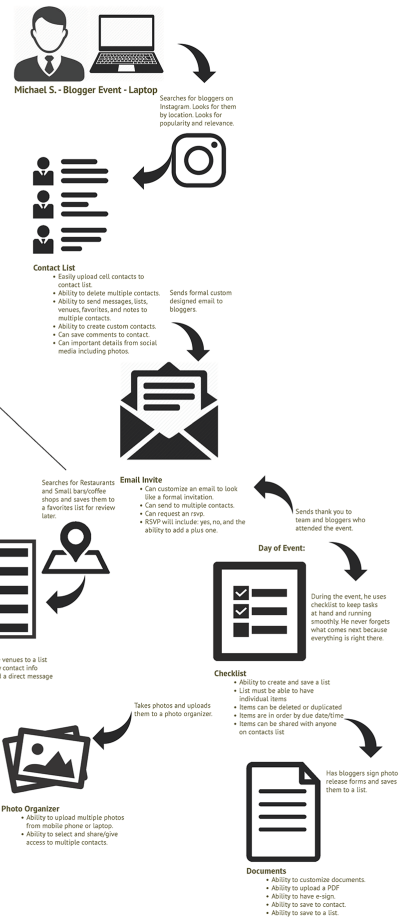 Michael S. - Blogger Event - Laptop
Searches for bloggers on
Instagram. Looks for them
by location. Looks for
popularity and relevance.
Contact List
• Easily upload cell contacts to
contact list.
• Ability to delete multiple contacts.
• Ability to send messages, lists,
venues, favorites, and notes to
multiple contacts.
• Ability to create custom contacts.
• Can save comments to contact.
• Can important details from social
media including photos.
Sends formal custom
designed email to
bloggers.
Email Invite
• Can customize an email to look
like a formal invitation.
• Can send to multiple contacts.
• Can request an rsvp.
• RSVP will include: yes, no, and the
ability to add a plus one.
Searches for Restaurants
and Small bars/coffee
shops and saves them to
a favorites list for review
later.
Sends thank you to
team and bloggers who
attended the event.
Day of Event:
During the event, he uses
checklist to keep tasks
at hand and running
smoothly. He never forgets
what comes next because
everything is right there.
venues to a list
contact info
a direct message
Checklist
• Ability to create and save a list
• List must be able to have
individual items
• Items can be deleted or duplicated
• Items are in order by due date/time
• Items can be shared with anyone
on contacts list
Takes photos and uploads
them to a photo organizer.
Has bloggers sign photo
release forms and saves
them to a list.
Photo Organizer
• Ability to upload multiple photos
from mobile phone or laptop.
• Ability to select and share/give
access to multiple contacts.
Documents
• Ability to customize documents.
• Ability to upload a PDF
• Ability to have e-sign.
• Ability to save to contact.
• Ability to save to a list.